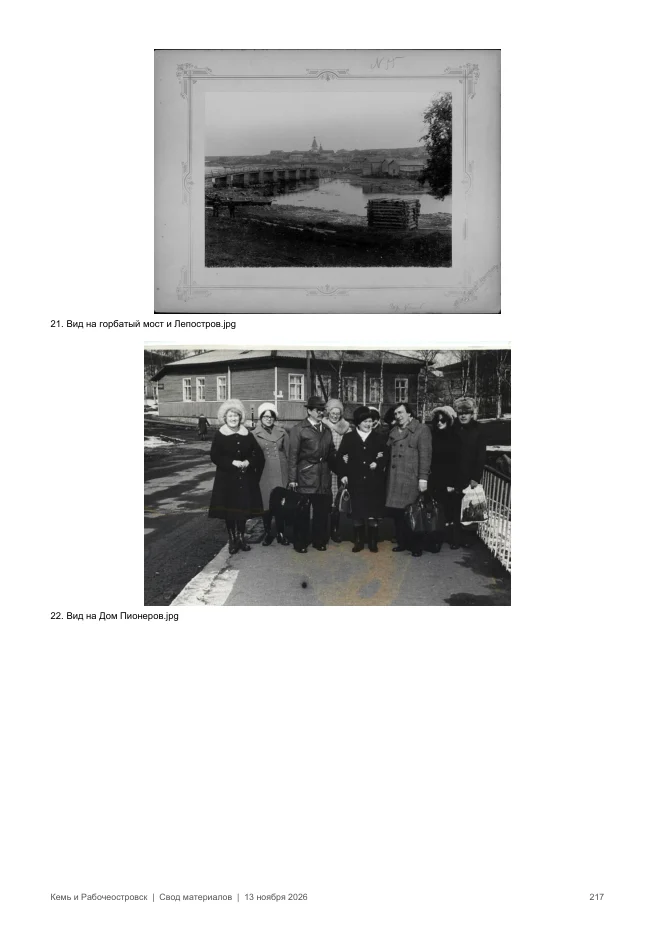 21. Вид на горбатый мост и Лепостров.jpg
22. Вид на Дом Пионеров.jpg
Кемь и Рабочеостровск | Свод материалов | 13 ноября 2026
217